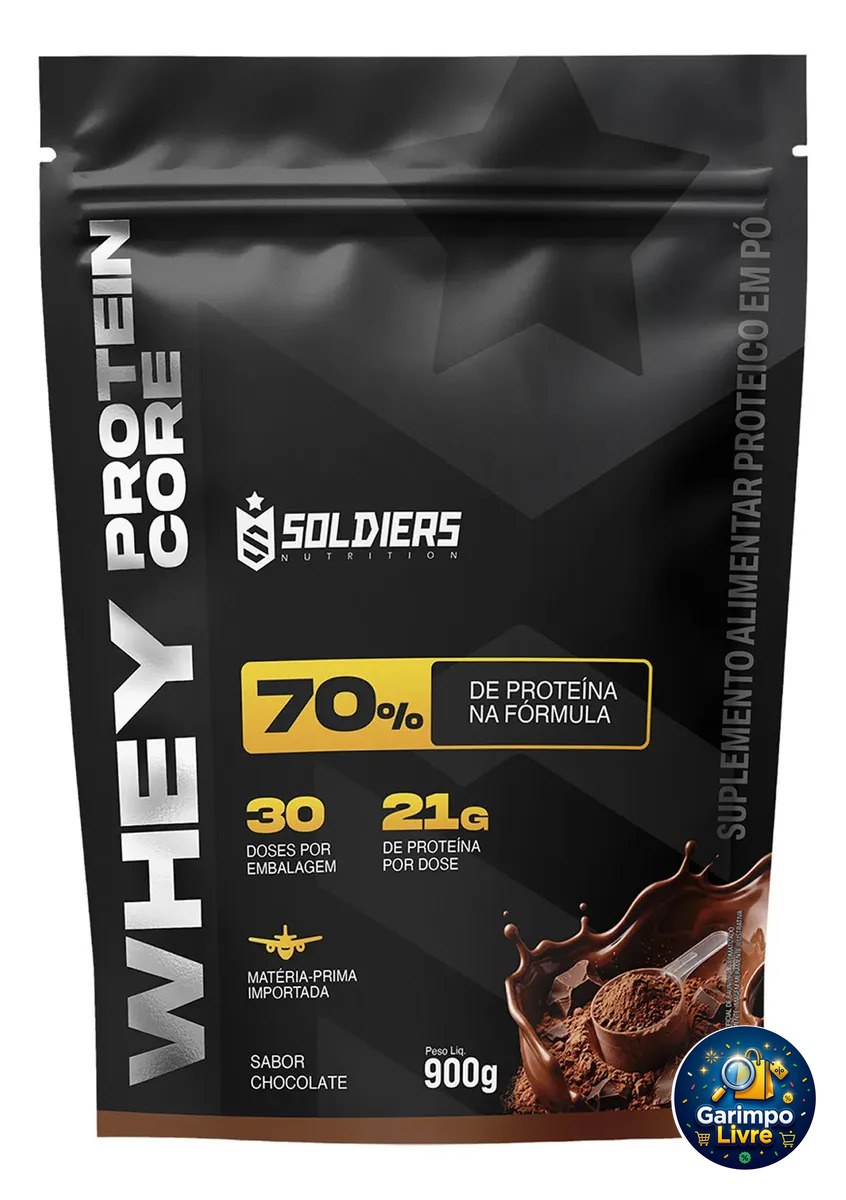 WHEY PROTEIN
CORE
SUPLEMENTO ALIMENTAR PROTEICO EM PÓ
SOLDIERS
NUTRITION
70%
DE PROTEÍNA
NA FÓRMULA
30
DOSES POR
EMBALAGEM
21G
DE PROTEÍNA
POR DOSE
MATÉRIA-PRIMA
IMPORTADA
SABOR
CHOCOLATE
Peso Liq.
900g
Garimpo
Livre